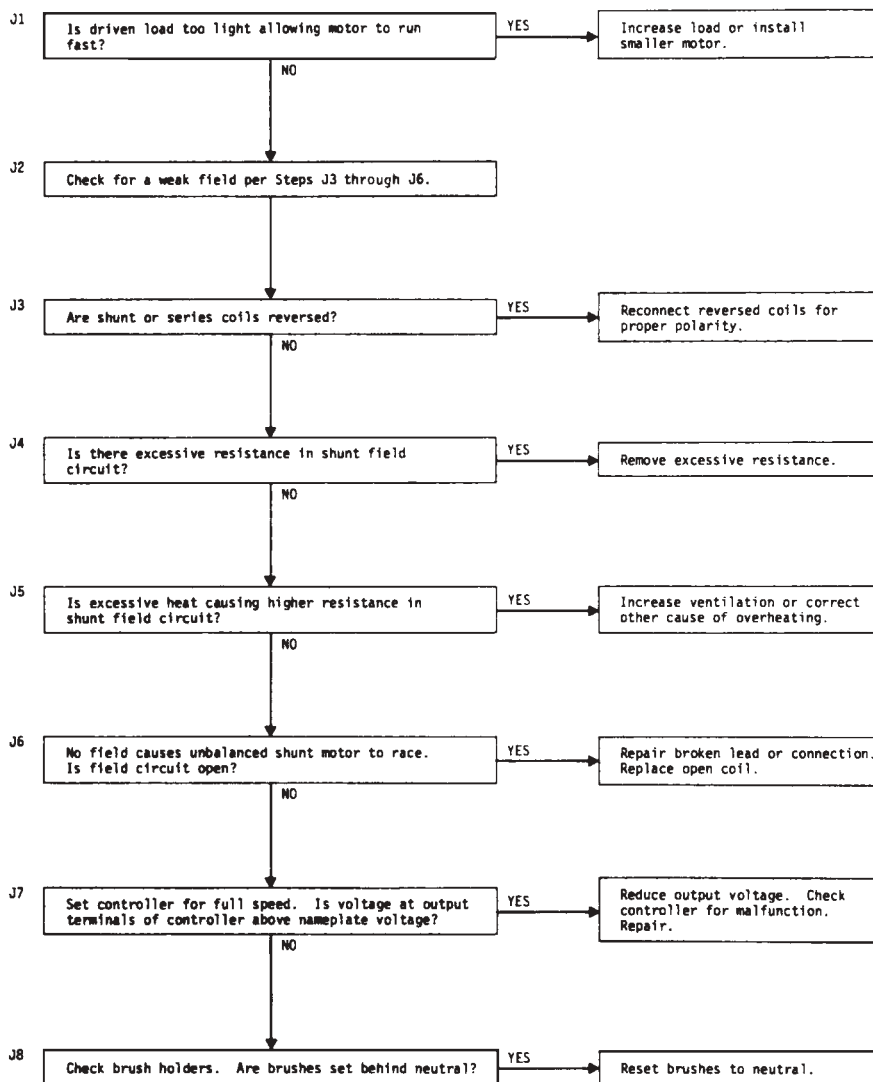 J1
Is driven load too light allowing motor to run
fast?
YES
Increase load or install
smaller motor.
NO
J2
Check for a weak field per Steps J3 through J6.
J3
Are shunt or series coils reversed?
YES
Reconnect reversed coils for
proper polarity.
NO
J4
Is there excessive resistance in shunt field
circuit?
YES
Remove excessive resistance.
NO
J5
Is excessive heat causing higher resistance in
shunt field circuit?
YES
Increase ventilation or correct
other cause of overheating.
NO
J6
No field causes unbalanced shunt motor to race.
Is field circuit open?
YES
Repair broken lead or connection.
Replace open coil.
NO
J7
Set controller for full speed. Is voltage at output
terminals of controller above nameplate voltage?
YES
Reduce output voltage. Check
controller for malfunction.
Repair.
NO
J8
Check brush holders. Are brushes set behind neutral?
YES
Reset brushes to neutral.